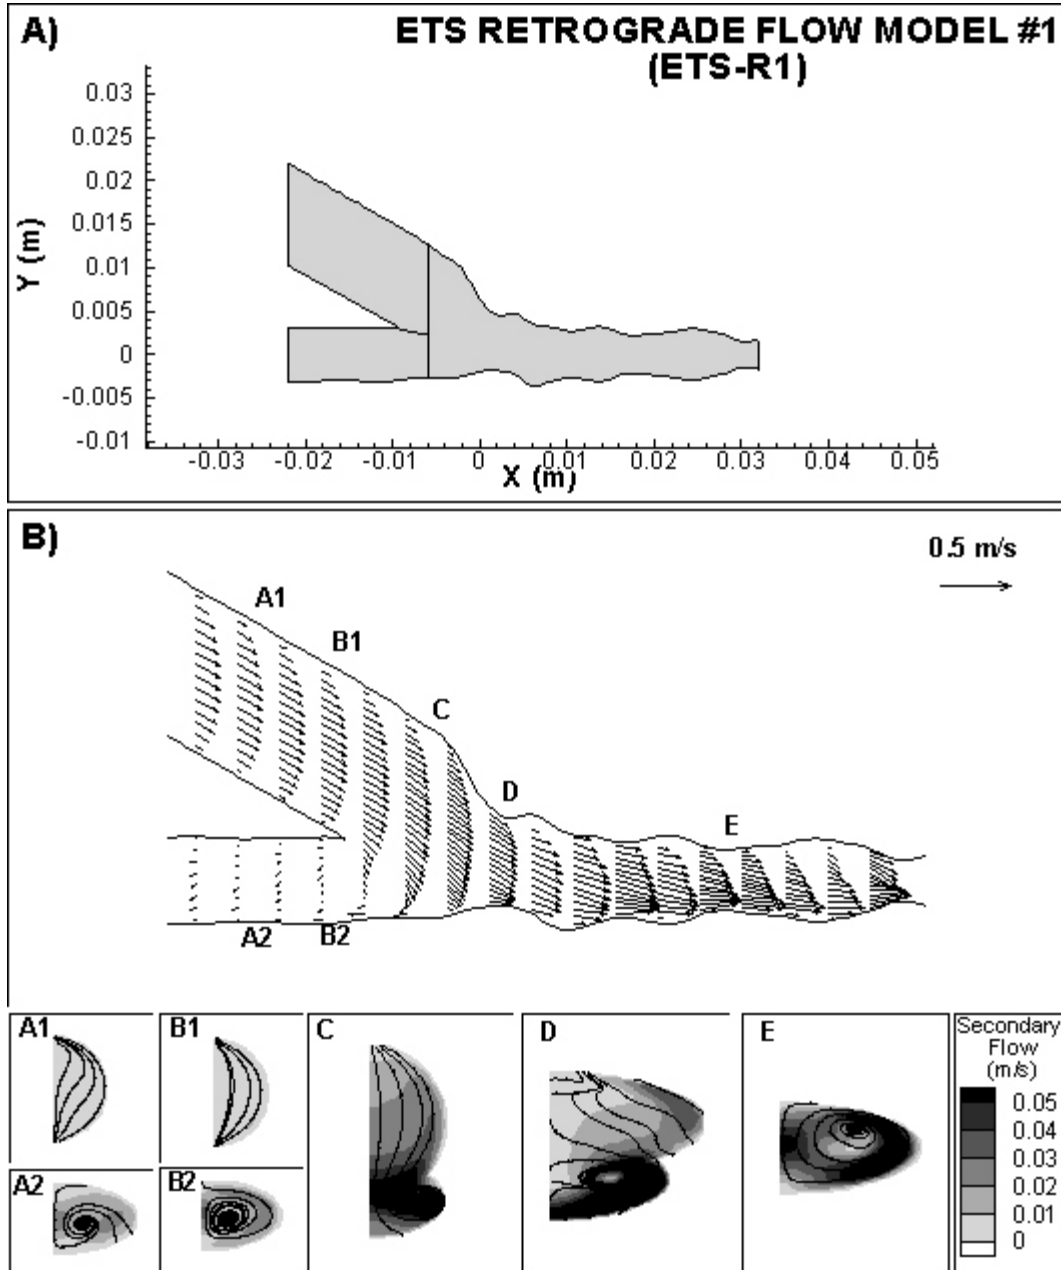 A)
ETS RETROGRADE FLOW MODEL #1
(ETS-R1)
0.03
0.025
0.02
0.015
0.01
0.005
0
-0.005
-0.01
Y (m)
-0.03
-0.02
-0.01
0
0.01
0.02
0.03
0.04
0.05
X (m)
B)
0.5 m/s
A1
B1
C
D
E
A2
B2
A1
B1
C
D
E
A2
B2
Secondary
Flow
(m/s)
0.05
0.04
0.03
0.02
0.01
0